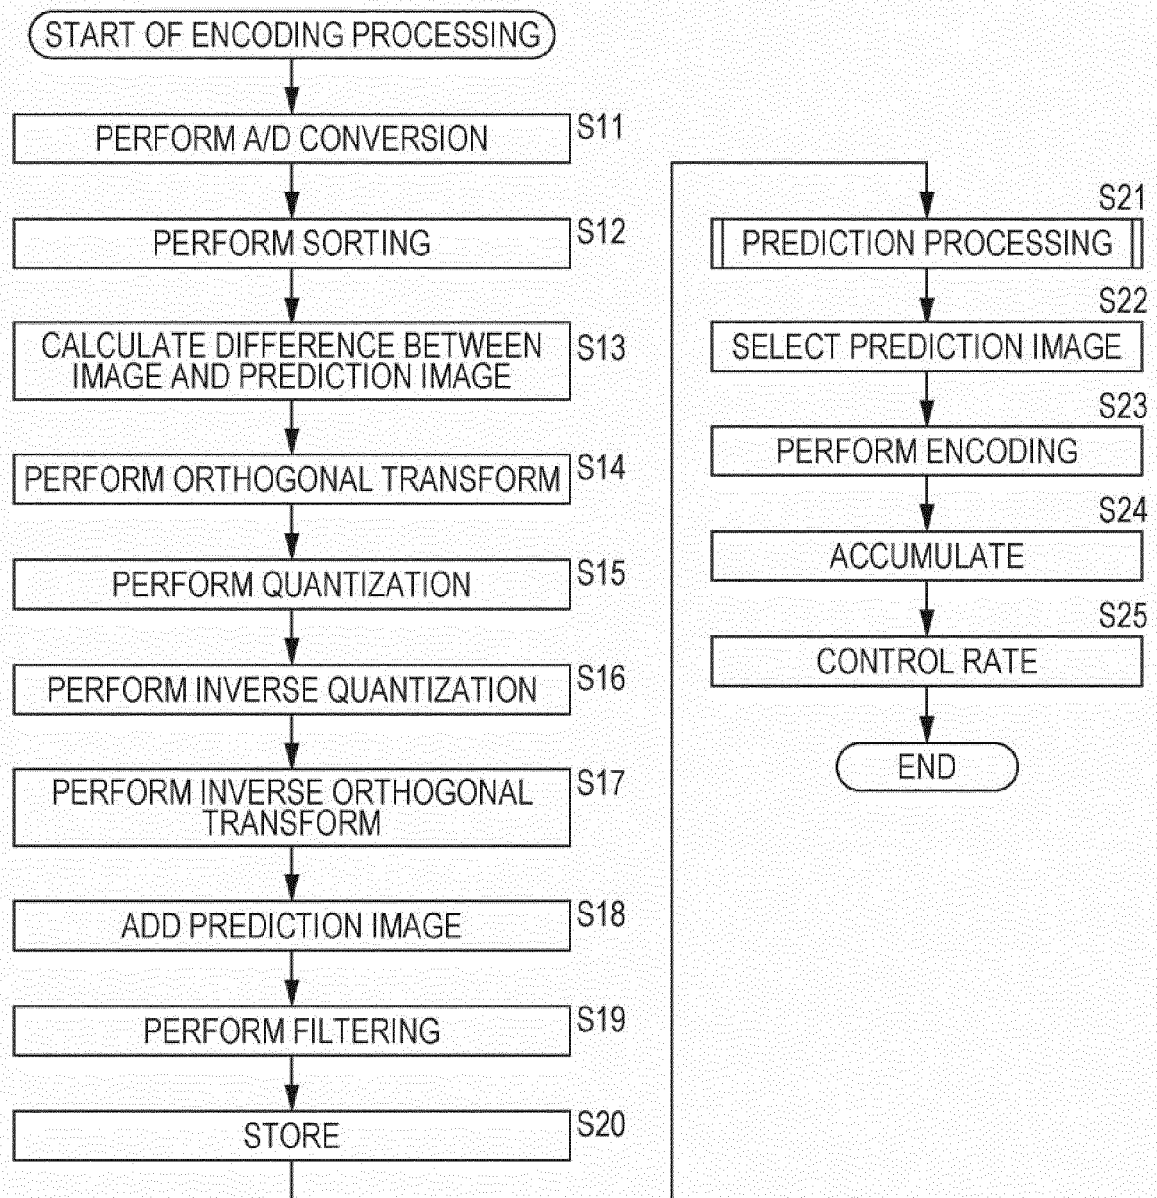 START OF ENCODING PROCESSING
PERFORM A/D CONVERSION
S11
PERFORM SORTING
S12
CALCULATE DIFFERENCE BETWEEN
IMAGE AND PREDICTION IMAGE
S13
PERFORM ORTHOGONAL TRANSFORM
S14
PERFORM QUANTIZATION
S15
PERFORM INVERSE QUANTIZATION
S16
PERFORM INVERSE ORTHOGONAL
TRANSFORM
S17
ADD PREDICTION IMAGE
S18
PERFORM FILTERING
S19
STORE
S20
S21
PREDICTION PROCESSING
S22
SELECT PREDICTION IMAGE
S23
PERFORM ENCODING
S24
ACCUMULATE
S25
CONTROL RATE
END